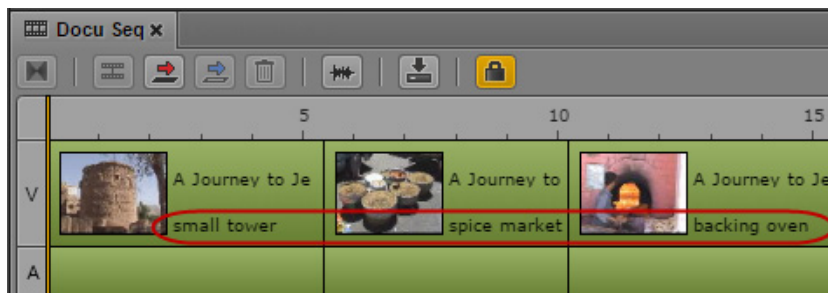 Docu Seq ×
5 10 15
V
A Journey to Je A Journey to A Journey to Je
small tower spice market backing oven
A